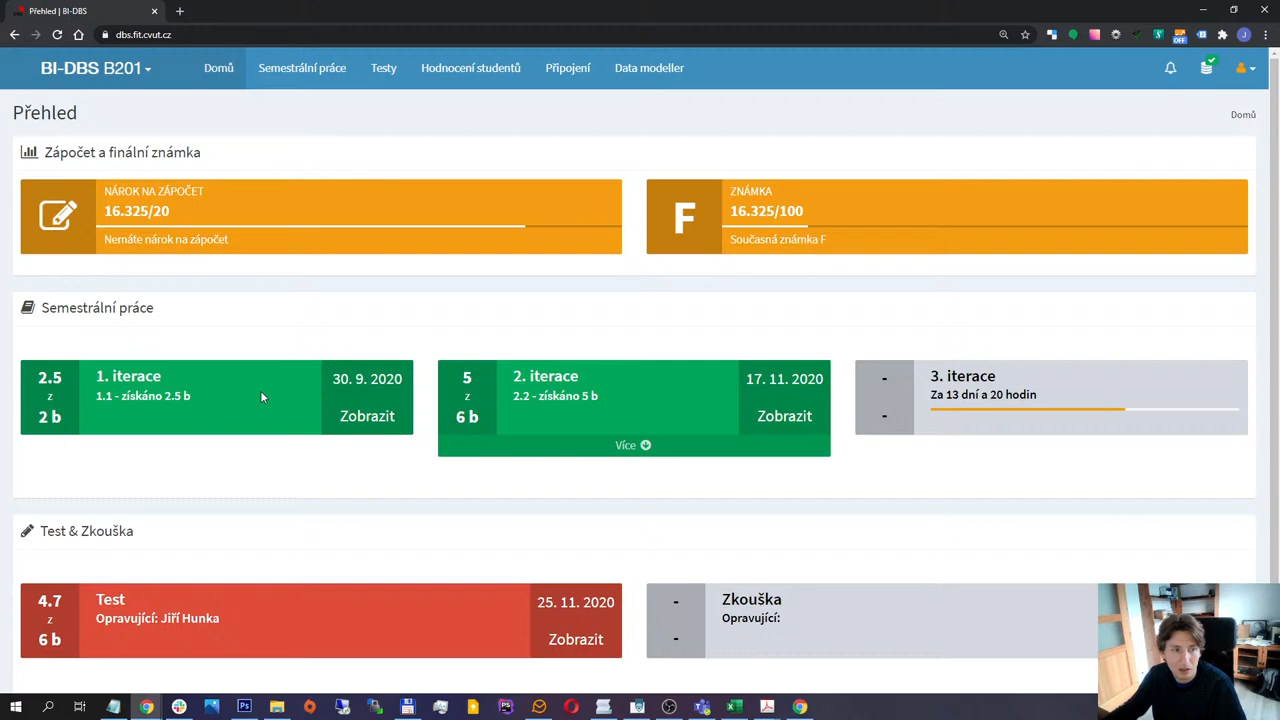 Přehled | BI-DBS
dbs.fit.cvut.cz
OFF
J
BI-DBS B201
Domů
Semestrální práce
Testy
Hodnocení studentů
Připojení
Data modeller
Přehled
Domů
Zápočet a finální známka
NÁROK NA ZÁPOČET
16.325/20
Nemáte nárok na zápočet
F
ZNÁMKA
16.325/100
Současná známka F
Semestrální práce
2.5
z
2 b
1. iterace
1.1 - získáno 2.5 b
30. 9. 2020
Zobrazit
5
z
6 b
2. iterace
2.2 - získáno 5 b
17. 11. 2020
Zobrazit
Více
-
-
3. iterace
Za 13 dní a 20 hodin
Test & Zkouška
4.7
z
6 b
Test
Opravující: Jiří Hunka
25. 11. 2020
Zobrazit
-
-
Zkouška
Opravující: